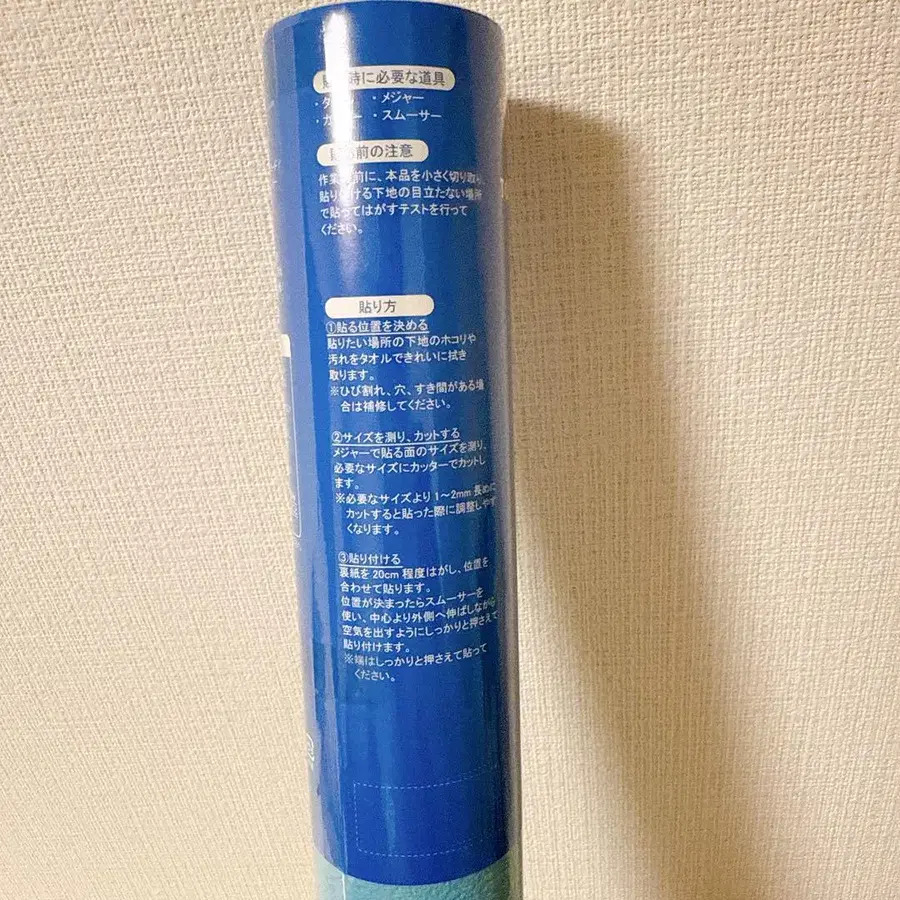 貼る時に必要な道具
・タ ・メジャー
・カ ー ・スムーサー
貼る前の注意
作業 前に、本品を小さく切り取り、
貼り付ける下地の目立たない場所
で貼ってはがすテストを行って
ください。
貼り方
①貼る位置を決める
貼りたい場所の下地のホコリや
汚れをタオルできれいに拭き
取ります。
※ひび割れ、穴、すき間がある場
合は補修してください。
②サイズを測り、カットする
メジャーで貼る面のサイズを測り、
必要なサイズにカッターでカットし
ます。
※必要なサイズより1～2mm長めに
カットすると貼った際に調整しやす
くなります。
③貼り付ける
裏紙を20cm程度はがし、位置を
合わせて貼ります。
位置が決まったらスムーサーを
使い、中心より外側へ伸ばしながら
空気を出すようにしっかりと押さえて
貼り付けます。
※端はしっかりと押さえて貼って
ください。